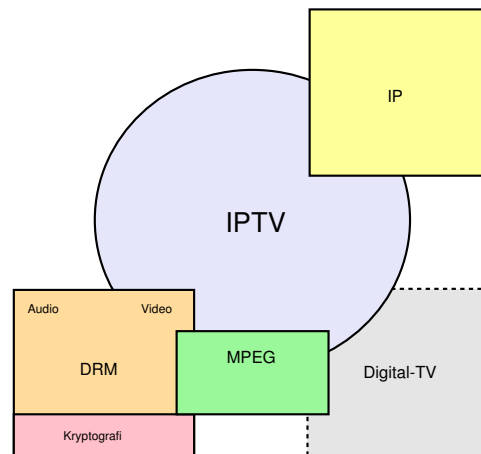 IP
IPTV
Audio
Video
MPEG
DRM
Digital-TV
Kryptografi